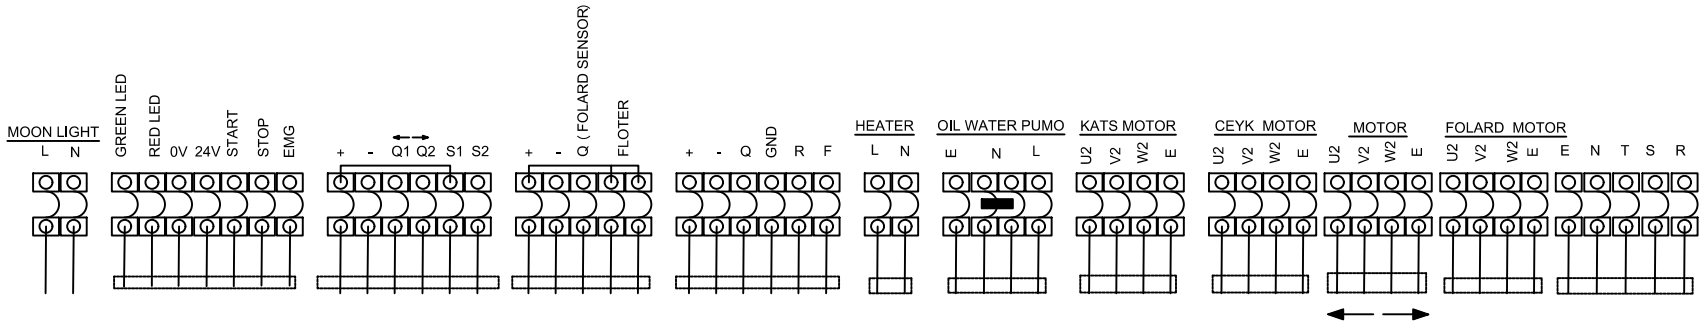 MOON LIGHT
L N
GREEN LED
RED LED
0V 24V
START
STOP
EMG
+ - Q1 Q2 S1 S2
+ -
Q ( FOLARD SENSOR)
FLOTER
+ - Q
GND
R F
HEATER
L N
OIL WATER PUMO
E N L
KATS MOTOR
U2 V2 W2 E
CEYK MOTOR
U2 V2 W2 E
MOTOR
U2 V2 W2 E
FOLARD MOTOR
U2 V2 W2 E
E N T S R